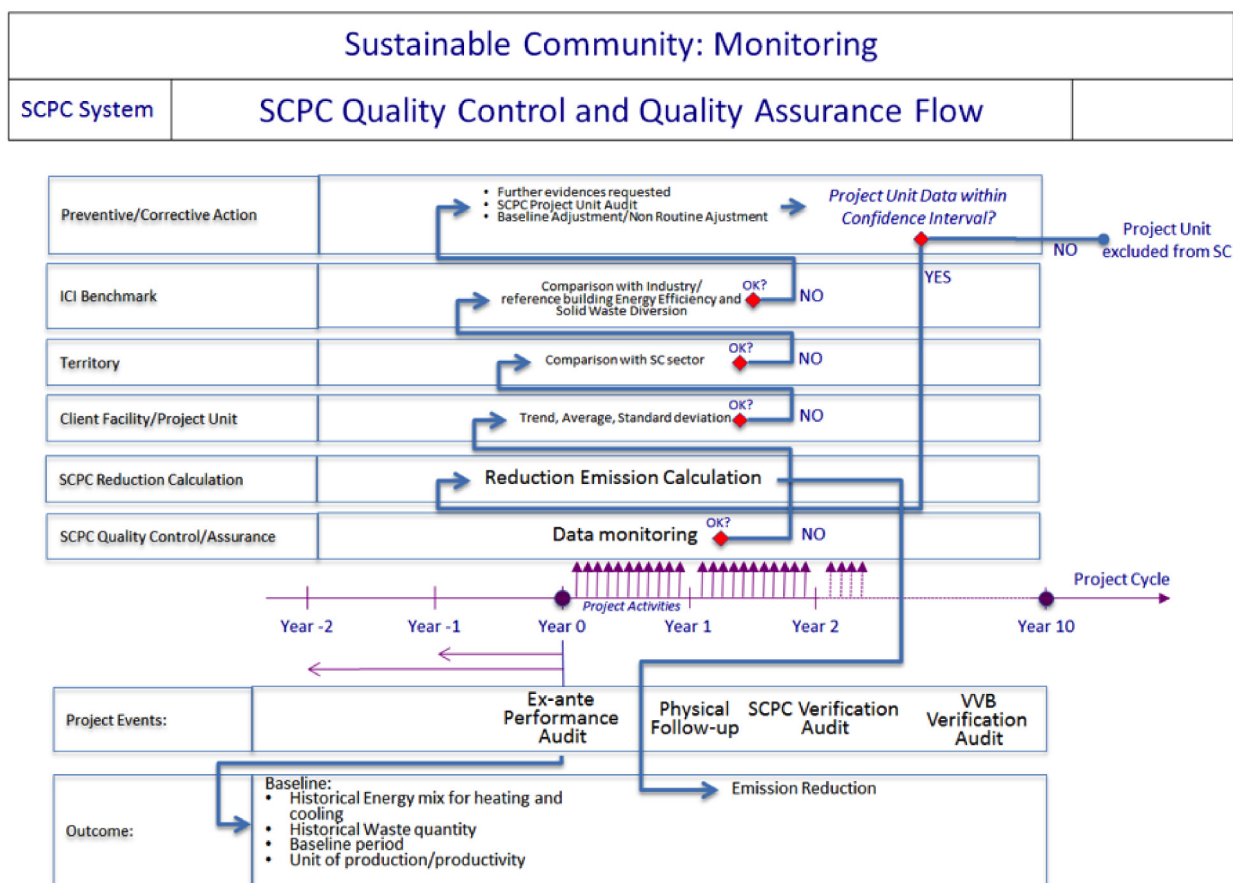 Sustainable Community: Monitoring
SCPC System
SCPC Quality Control and Quality Assurance Flow
Preventive/Corrective Action
• Further evidences requested
• SCPC Project Unit Audit
• Baseline Adjustment/Non Routine Ajustment
Project Unit Data within
Confidence Interval?
NO
Project Unit
excluded from SC
YES
ICI Benchmark
Comparison with Industry/
reference building Energy Efficiency and
Solid Waste Diversion
OK?
NO
Territory
Comparison with SC sector
OK?
NO
Client Facility/Project Unit
Trend, Average, Standard deviation
OK?
NO
SCPC Reduction Calculation
Reduction Emission Calculation
SCPC Quality Control/Assurance
Data monitoring
OK?
NO
Project Cycle
Project Activities
Year -2
Year -1
Year 0
Year 1
Year 2
Year 10
Project Events:
Ex-ante
Performance
Audit
Physical
Follow-up
SCPC Verification
Audit
VVB
Verification
Audit
Outcome:
Baseline:
• Historical Energy mix for heating and
cooling
• Historical Waste quantity
• Baseline period
• Unit of production/productivity
Emission Reduction